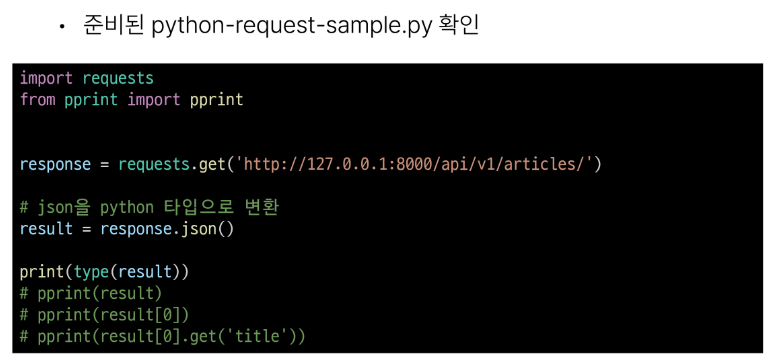 • 준비된 python-request-sample.py 확인
import requests
from pprint import pprint
response = requests.get('http://127.0.0.1:8000/api/v1/articles/')
# json을 python 타입으로 변환
result = response.json()
print(type(result))
# pprint(result)
# pprint(result[0])
# pprint(result[0].get('title'))